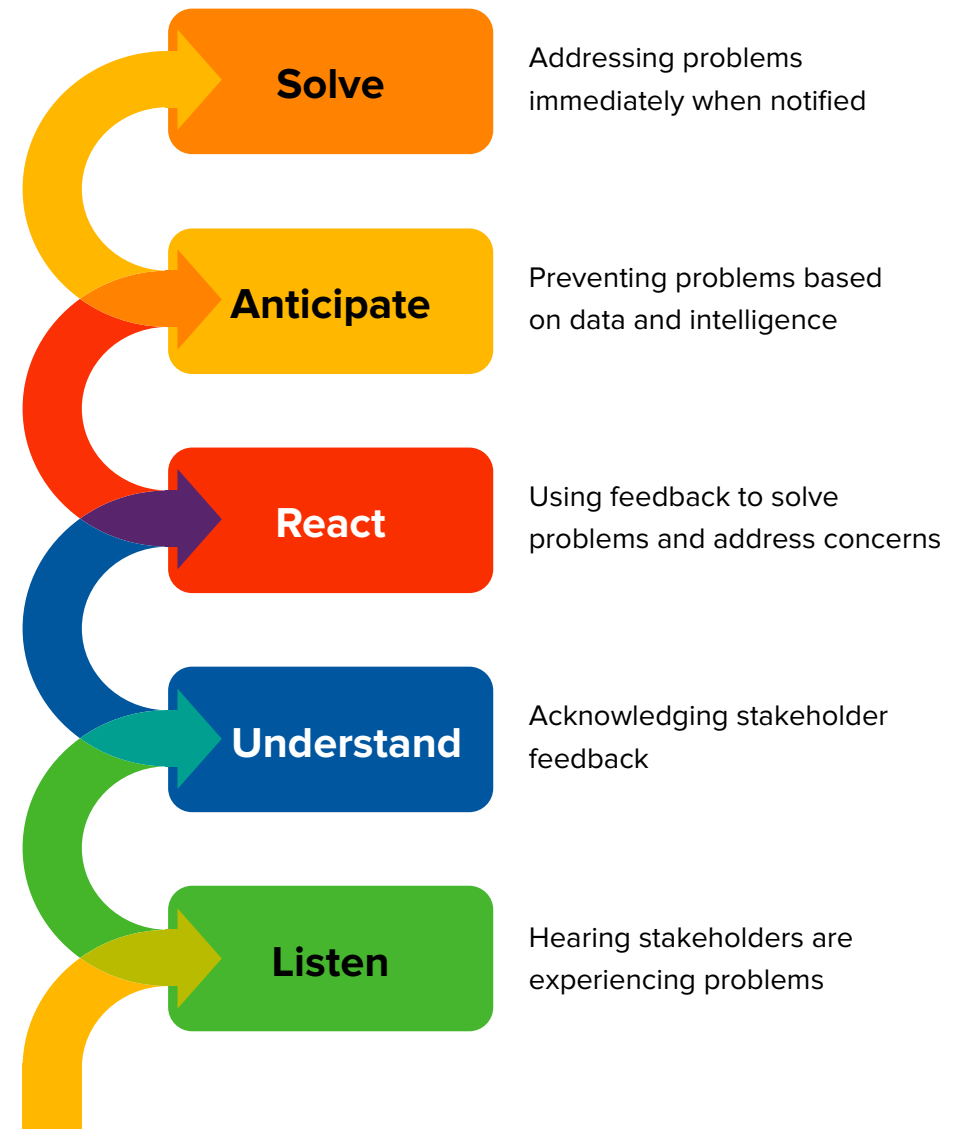 Solve
Addressing problems
immediately when notified
Anticipate
Preventing problems based
on data and intelligence
React
Using feedback to solve
problems and address concerns
Understand
Acknowledging stakeholder
feedback
Listen
Hearing stakeholders are
experiencing problems